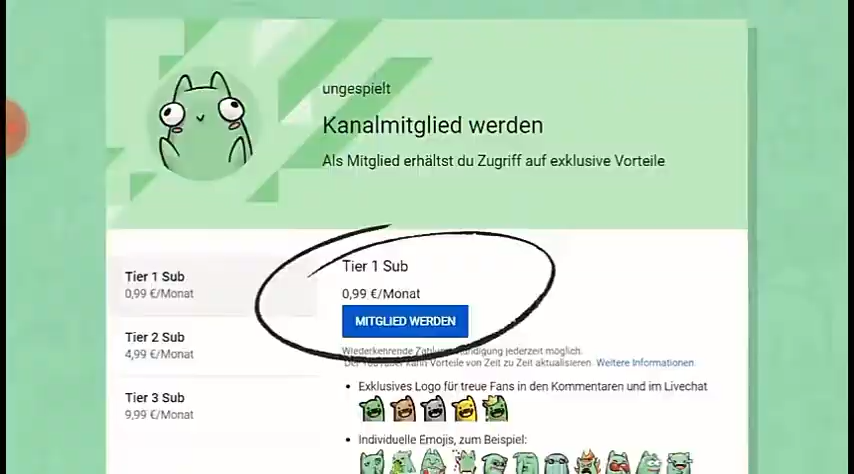 ungespielt
Kanalmitglied werden
Als Mitglied erhältst du Zugriff auf exklusive Vorteile
Tier 1 Sub
0,99 €/Monat
Tier 2 Sub
4,99 €/Monat
Tier 3 Sub
9,99 €/Monat
Tier 1 Sub
0,99 €/Monat
MITGLIED WERDEN
Wiederkehrende jederzeit möglich.
Der YouTuber kann Vorteile von Zeit zu Zeit aktualisieren. Weitere Informationen
• Exklusives Logo für treue Fans in den Kommentaren und im Livechat
• Individuelle Emojis, zum Beispiel: